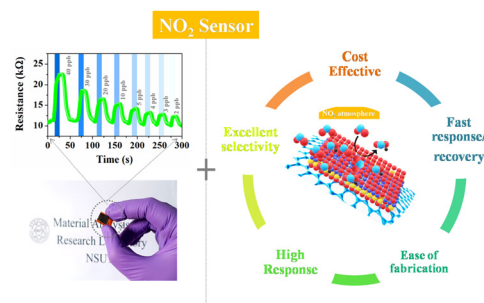 NO₂ Sensor
Resistance (kΩ)
25
20
15
10
40 ppb
30 ppb
20 ppb
10 ppb
5 ppb
4 ppb
3 ppb
2 ppb
0 50 100 150 200 250 300
Time (s)
Material Analysis
Research Laboratory
NSU
+
Cost
Effective
Fast
response/
recovery
Ease of
fabrication
High
Response
Excellent
selectivity
NO₂ atmosphere